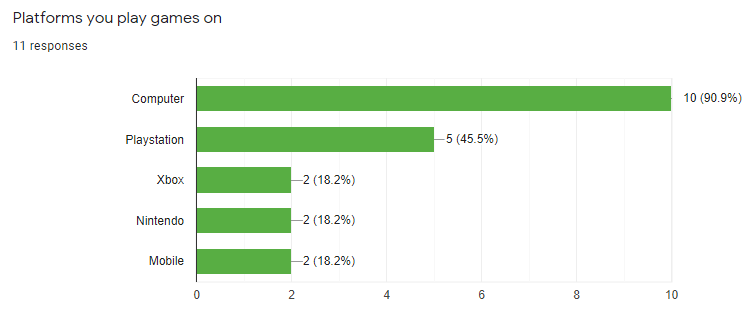 Platforms you play games on
11 responses
Computer 10 (90.9%)
Playstation 5 (45.5%)
Xbox 2 (18.2%)
Nintendo 2 (18.2%)
Mobile 2 (18.2%)
0 2 4 6 8 10